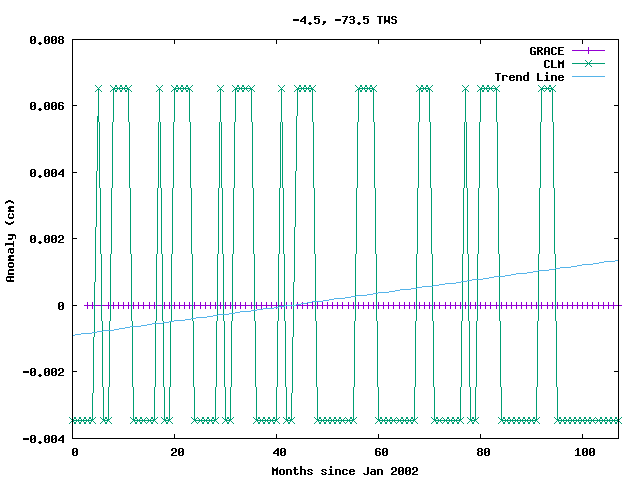 -4.5, -73.5 TWS
GRACE
CLM
Trend Line
0.008
0.006
0.004
0.002
0
-0.002
-0.004
Anomaly (cm)
0 20 40 60 80 100
Months since Jan 2002